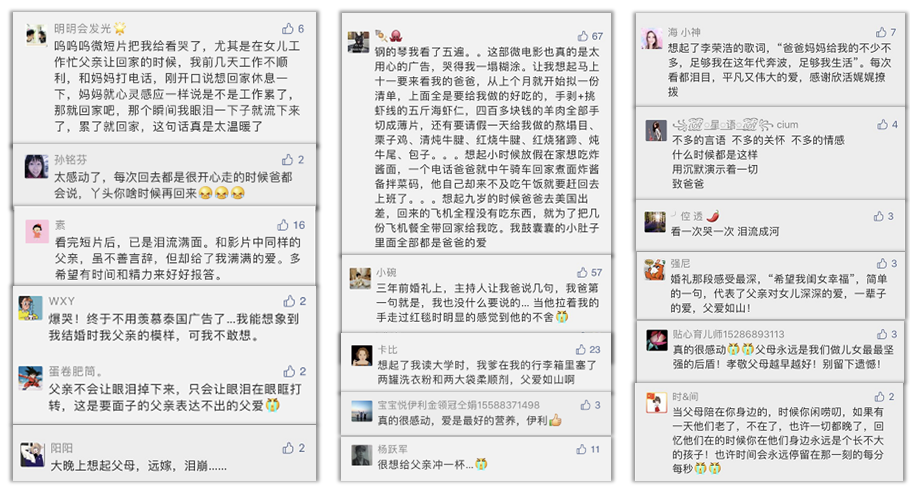 明明会发光🌟 6
呜呜呜微短片把我给看哭了，尤其是在女儿工
作忙父亲让回家的时候，我前几天工作不顺
利，和妈妈打电话，刚开口说想回家休息一
下，妈妈就心灵感应一样说是不是工作累了，
那就回家吧，那个瞬间我眼泪一下子就流下来
了，累了就回家，这句话真是太温暖了
孙铭芬 2
太感动了，每次回去都是很开心走的时候爸都
会说，丫头你啥时候再回来😂😂😂
素 16
看完短片后，已是泪流满面。和影片中同样的
父亲，虽不善言辞，但却给了我满满的爱。多
希望有时间和精力来好好报答。
WXY 2
爆哭！终于不用羡慕泰国广告了...我能想象到
我结婚时我父亲的模样，可我不敢想。
蛋卷肥简。 2
父亲不会让眼泪掉下来，只会让眼泪在眼眶打
转，这是要面子的父亲表达不出的父爱😭
阳阳 2
大晚上想起父母，远嫁，泪崩......
🍡🐙 67
钢的琴我看了五遍。。这部微电影也真的是太
用心的广告，哭得我一塌糊涂。让我想起马上
十一要来看我的爸爸，从上个月就开始拟一份
清单，上面全是要给我做的好吃的，手剥+挑
虾线的五斤海虾仁，四百多块钱的羊肉全部手
切成薄片，还有要请假一天给我做的熬塌目、
栗子鸡、清炖牛腱、红烧牛腱、红烧猪蹄、炖
牛尾、包子。。。想起小时候放假在家想吃炸
酱面，一个电话爸爸就中午骑车回家煮面炸酱
备拌菜码，他自己却来不及吃午饭就要赶回去
上班了。。。想起九岁的时候爸爸去美国出
差，回来的飞机全程没有吃东西，就为了把几
份飞机餐全带回家给我吃。我鼓囊囊的小肚子
里面全部都是爸爸的爱
小碗 57
三年前婚礼上，主持人让我爸说几句，我爸第
一句就是，我也没什么要说的... 当他拉着我的
手走过红毯时明显的感觉到他的不舍😭
卡比 23
想起了我读大学时，我爹在我的行李箱里塞了
两罐洗衣粉和两大袋柔顺剂，父爱如山啊
宝宝悦伊利金领冠仝娟15588371498 3
真的很感动，爱是最好的营养，伊利👍
杨跃军 11
很想给父亲冲一杯...😭
海 小神 7
想起了李荣浩的歌词，“爸爸妈妈给我的不少不
多，足够我在这年代奔波，足够我生活”。每次
看都泪目，平凡又伟大的爱，感谢欣活娓娓撩
拨
星 语 cium 4
不多的言语 不多的关怀 不多的情感
什么时候都是这样
用沉默演示着一切
致爸爸
倥 透🌶️ 3
看一次哭一次 泪流成河
强尼 3
婚礼那段感受最深，“希望我闺女幸福”，简单
的一句，代表了父亲对女儿深深的爱，一辈子
的爱，父爱如山！
贴心育儿师15286893113 3
真的很感动😭😭父母永远是我们做儿女最最坚
强的后盾！孝敬父母越早越好！别留下遗憾！
时&间 2
当父母陪在你身边的，时候你闲唠叨，如果有
一天他们老了，不在了，也许一切都晚了，回
忆他们在的时候你在他们身边永远是个长不大
的孩子！也许时间会永远停留在那一刻的每分
每秒😭😭